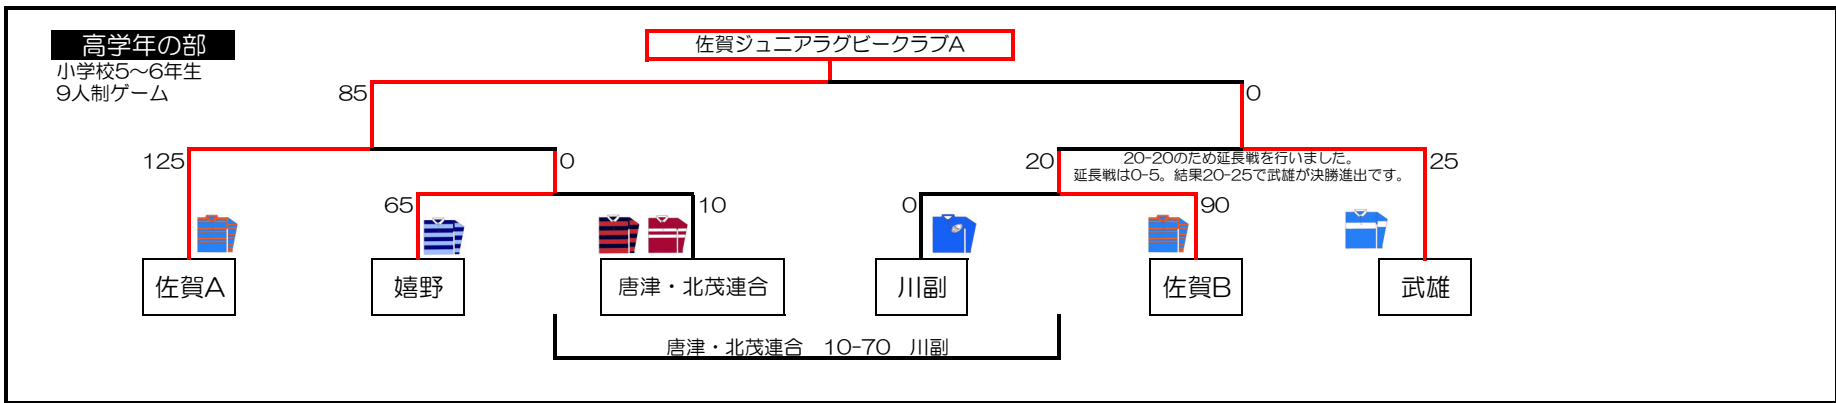 高学年の部
小学校5〜6年生
9人制ゲーム
佐賀ジュニアラグビークラブA
85
0
125
0
20
20-20のため延長戦を行いました。
延長戦は0-5。結果20-25で武雄が決勝進出です。
25
65
10
0
90
佐賀A
嬉野
唐津・北茂連合
川副
佐賀B
武雄
唐津・北茂連合　10-70　川副